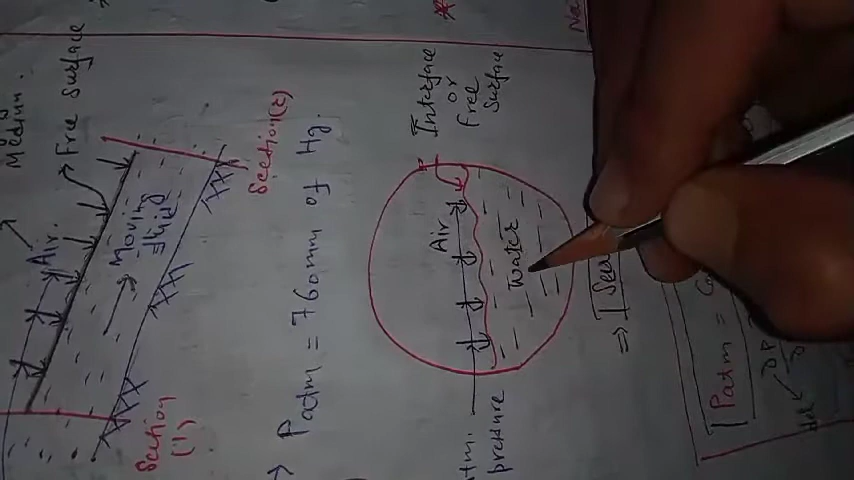 Medium.
Air.
Free Surface
Moving
fluid
Section
(1)
Section(2)
Patm = 760mm of Hg.
Interface
or
free
Surface
Air
water
pressure
Patm =